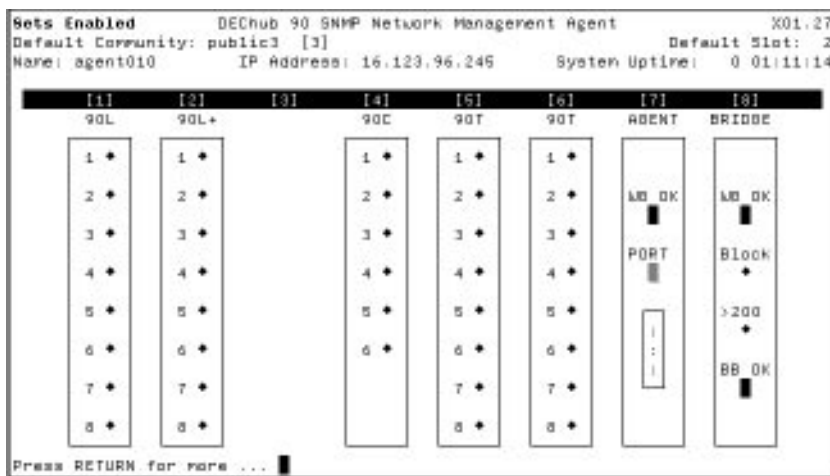 Sets Enabled DEChub 90 SNMP Network Management Agent X01.27
Default Community: public3 [3] Default Slot: 2
Name: agent010 IP Address: 16.123.96.245 System Uptime: 0 01:11:14
[1] [2] [3] [4] [5] [6] [7] [8]
90L 90L+ 90C 90T 90T AGENT BRIDGE
1 1 1 1 1
2 2 2 2 2 WG OK WG OK
3 3 3 3 3
4 4 4 4 4 PORT Block
5 5 5 5 5 >200
6 6 6 6 6
7 7 7 7 BB OK
8 8 8 8
Press RETURN for more ...